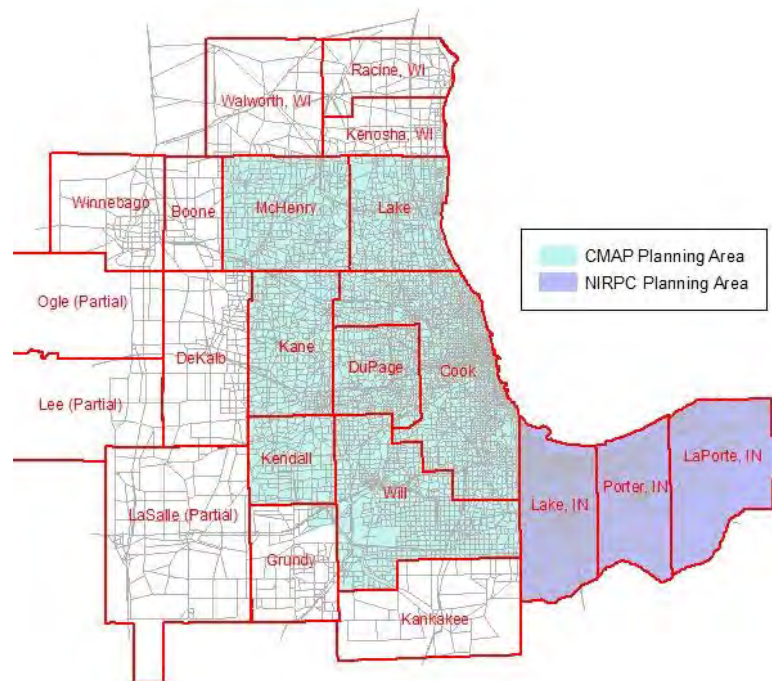 Racine, WI
Walworth, WI
Kenosha, WI
Winnebago
Boone
McHenry
Lake
CMAP Planning Area
NIRPC Planning Area
Ogle (Partial)
Kane
DeKalb
DuPage
Cook
Lee (Partial)
Kendall
LaPorte, IN
Porter, IN
Will
Lake, IN
LaSalle (Partial)
Grundy
Kankakee